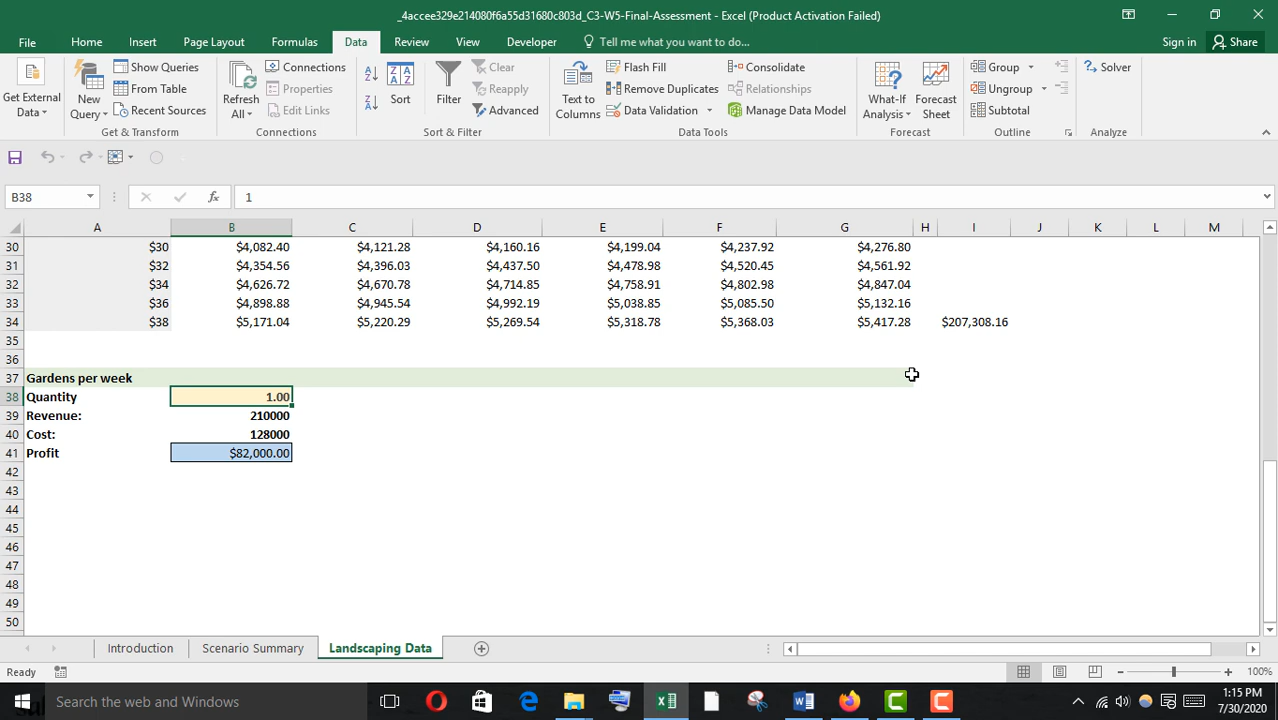 _4accee329e214080f6a55d31680c803d_C3-W5-Final-Assessment - Excel (Product Activation Failed)
File Home Insert Page Layout Formulas Data Review View Developer Tell me what you want to do... Sign in Share
Get External Data
New Query
Show Queries
From Table
Recent Sources
Get & Transform
Refresh All
Connections
Properties
Edit Links
Connections
Sort
Filter
Clear
Reapply
Advanced
Sort & Filter
Text to Columns
Flash Fill
Remove Duplicates
Data Validation
Consolidate
Relationships
Manage Data Model
Data Tools
What-If Analysis
Forecast Sheet
Forecast
Group
Ungroup
Subtotal
Outline
Solver
Analyze
B38 fx 1
A B C D E F G H I J K L M
30 $30 $4,082.40 $4,121.28 $4,160.16 $4,199.04 $4,237.92 $4,276.80
31 $32 $4,354.56 $4,396.03 $4,437.50 $4,478.98 $4,520.45 $4,561.92
32 $34 $4,626.72 $4,670.78 $4,714.85 $4,758.91 $4,802.98 $4,847.04
33 $36 $4,898.88 $4,945.54 $4,992.19 $5,038.85 $5,085.50 $5,132.16
34 $38 $5,171.04 $5,220.29 $5,269.54 $5,318.78 $5,368.03 $5,417.28 $207,308.16
35
36
37 Gardens per week
38 Quantity 1.00
39 Revenue: 210000
40 Cost: 128000
41 Profit $82,000.00
42
43
44
45
46
47
48
49
50
Introduction Scenario Summary Landscaping Data
Ready 100%
Search the web and Windows
1:15 PM
7/30/2020